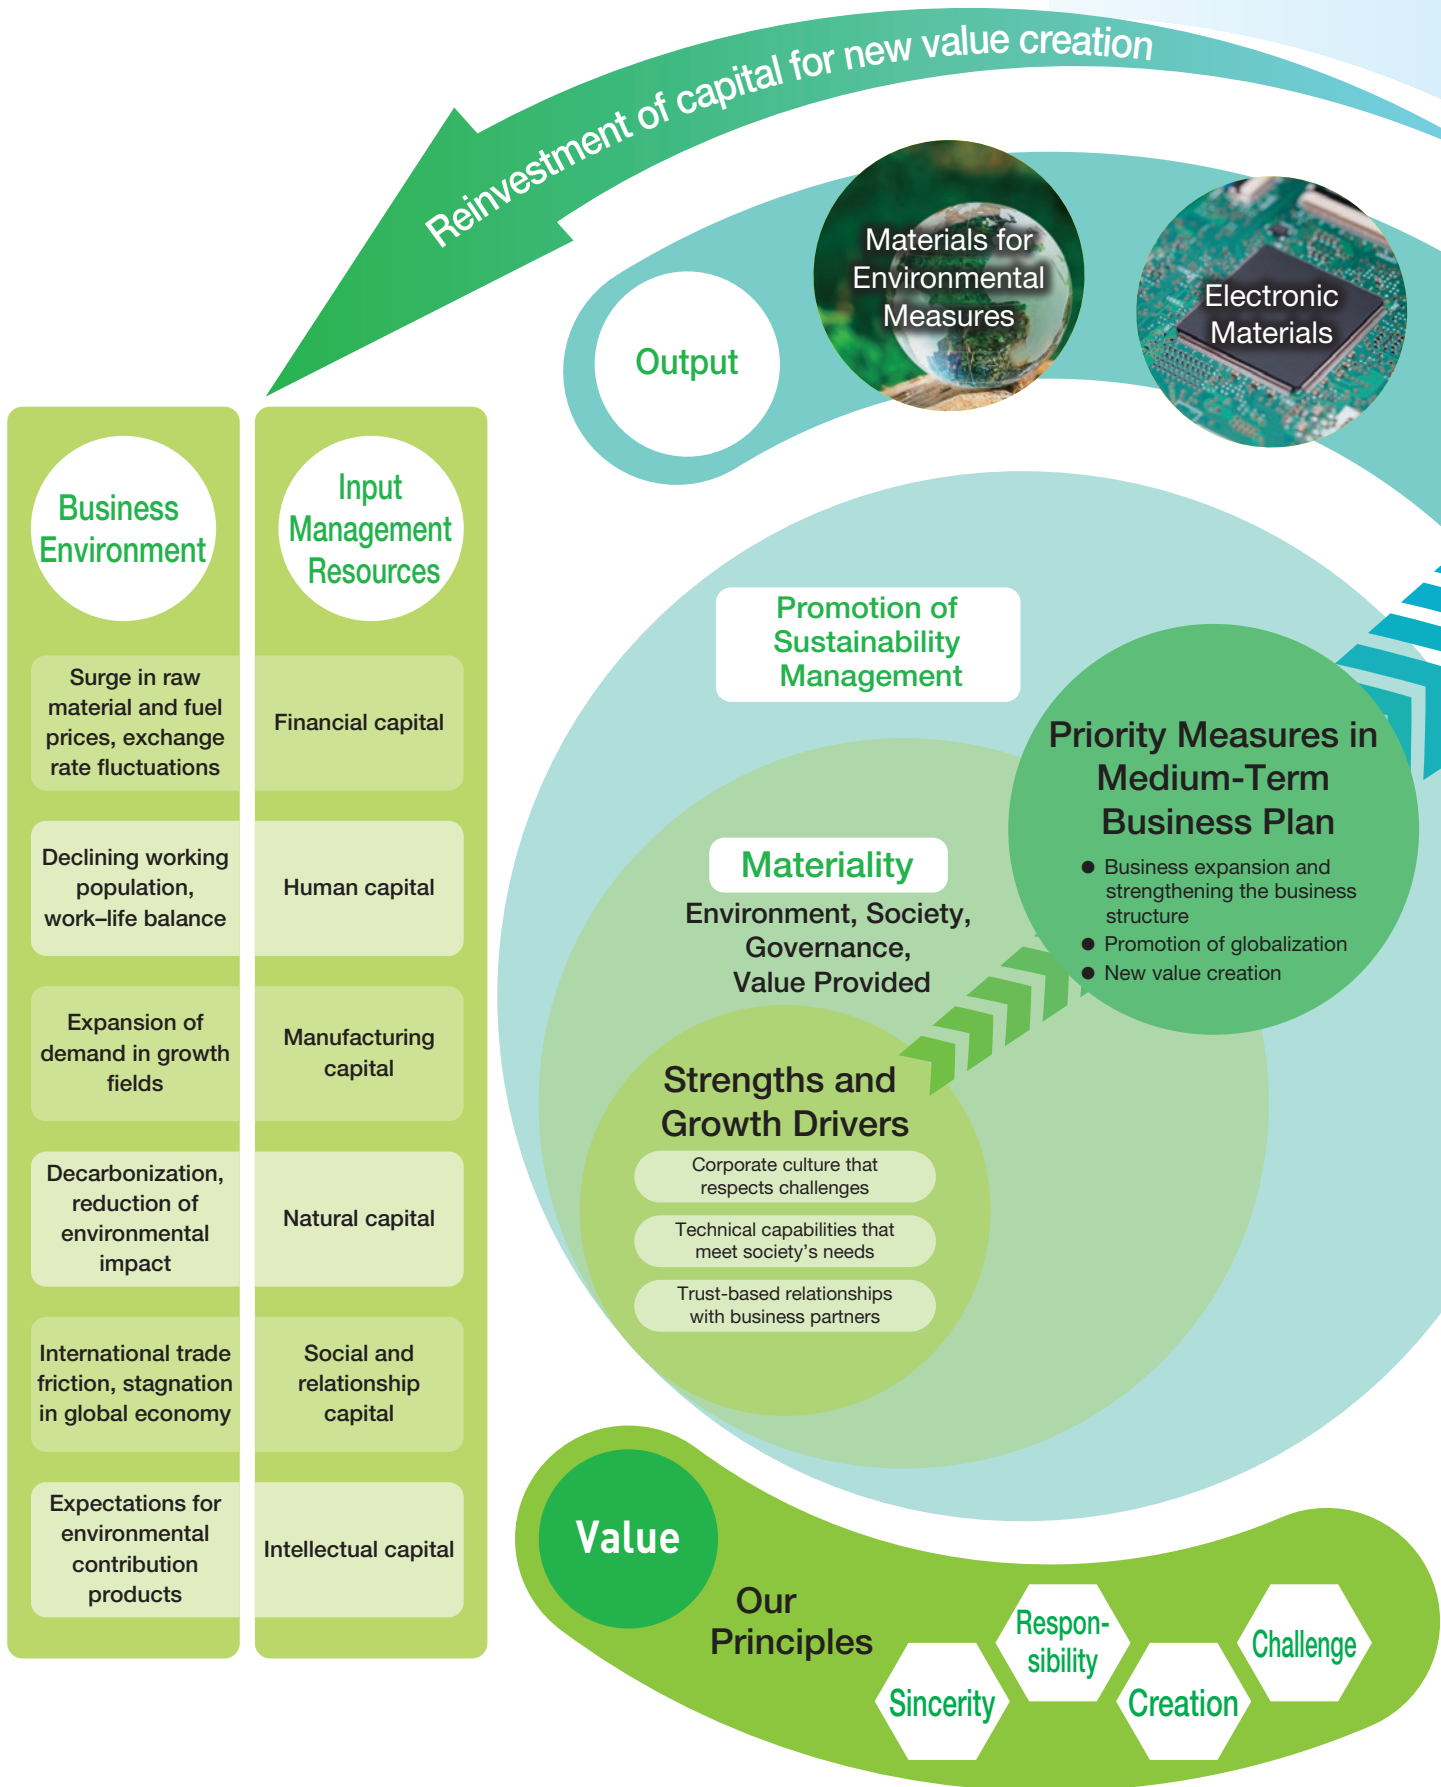 Reinvestment of capital for new value creation
Output
Materials for
Environmental
Measures
Electronic
Materials
Business
Environment
Surge in raw
material and fuel
prices, exchange
rate fluctuations
Declining working
population,
work–life balance
Expansion of
demand in growth
fields
Decarbonization,
reduction of
environmental
impact
International trade
friction, stagnation
in global economy
Expectations for
environmental
contribution
products
Input
Management
Resources
Financial capital
Human capital
Manufacturing
capital
Natural capital
Social and
relationship
capital
Intellectual capital
Promotion of
Sustainability
Management
Priority Measures in
Medium-Term
Business Plan
● Business expansion and
strengthening the business
structure
● Promotion of globalization
● New value creation
Materiality
Environment, Society,
Governance,
Value Provided
Strengths and
Growth Drivers
Corporate culture that
respects challenges
Technical capabilities that
meet society’s needs
Trust-based relationships
with business partners
Value
Our
Principles
Sincerity
Respon-
sibility
Creation
Challenge